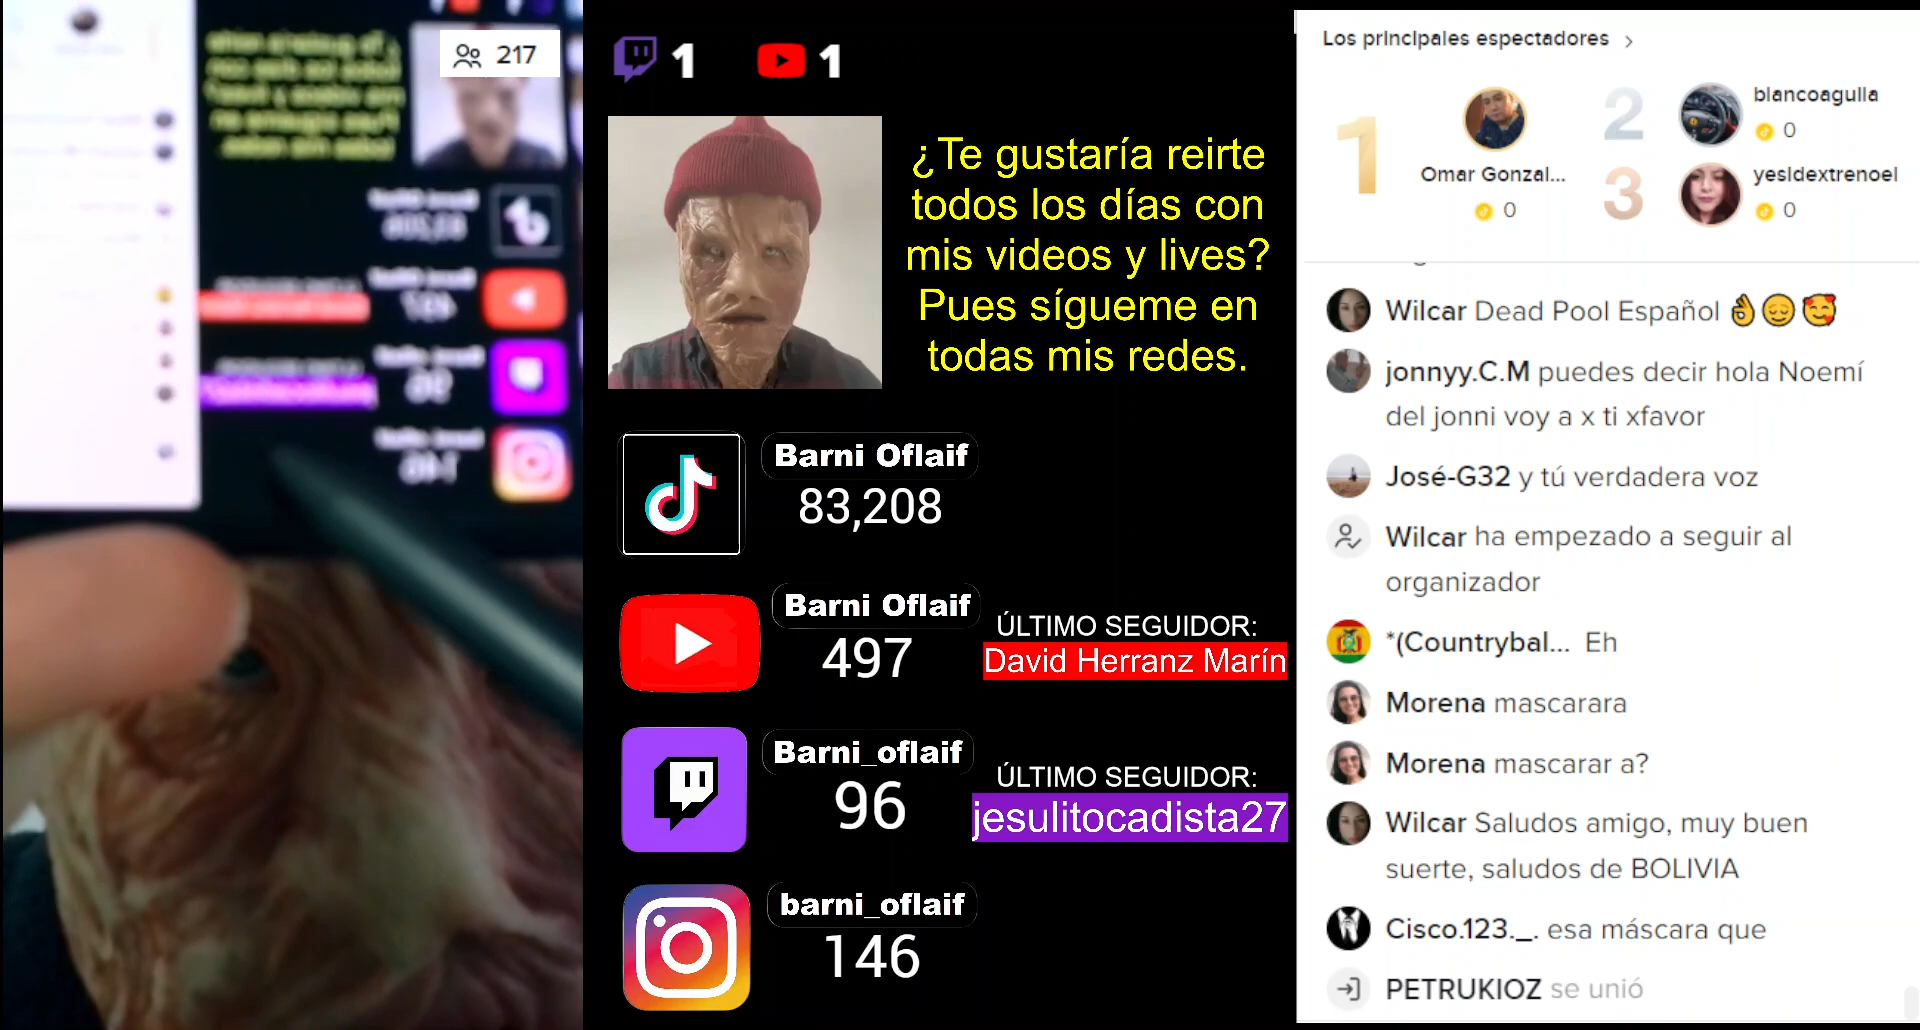 217
1
1
¿Te gustaría reirte
todos los días con
mis videos y lives?
Pues sígueme en
todas mis redes.
Barni Oflaif
83,208
Barni Oflaif
497
ÚLTIMO SEGUIDOR:
David Herranz Marín
Barni_oflaif
96
ÚLTIMO SEGUIDOR:
jesulitocadista27
barni_oflaif
146
Los principales espectadores >
1
Omar Gonzal...
0
2
blancoagulla
0
3
yesldextrenoel
0
Wilcar Dead Pool Español 👌😌🥰
jonnyy.C.M puedes decir hola Noemí
del jonni voy a x ti xfavor
José-G32 y tú verdadera voz
Wilcar ha empezado a seguir al
organizador
*(Countrybal... Eh
Morena mascarara
Morena mascarar a?
Wilcar Saludos amigo, muy buen
suerte, saludos de BOLIVIA
Cisco.123._. esa máscara que
PETRUKIOZ se unió